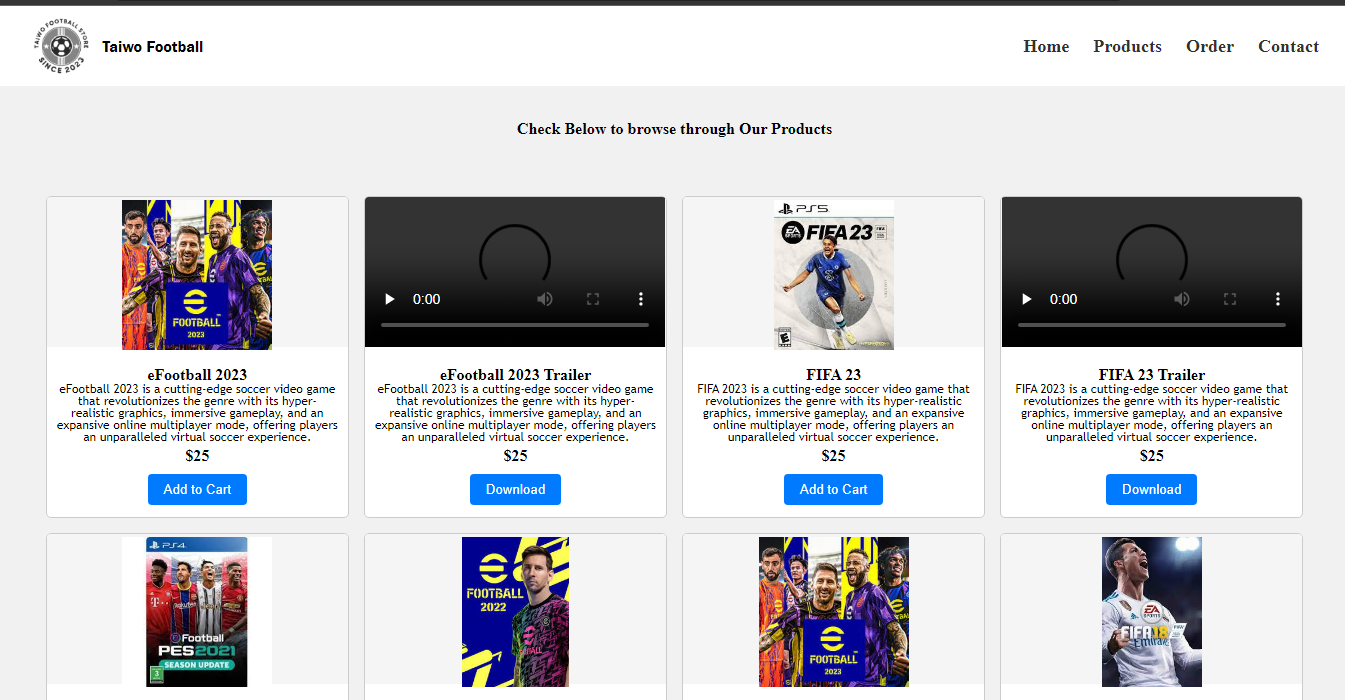 TAIWO FOOTBALL STORE
SINCE 2023
Taiwo Football
Home Products Order Contact
Check Below to browse through Our Products
FOOTBALL
2023
0:00
PS5
EA SPORTS FIFA 23
0:00
eFootball 2023
eFootball 2023 is a cutting-edge soccer video game
that revolutionizes the genre with its hyper-
realistic graphics, immersive gameplay, and an
expansive online multiplayer mode, offering players
an unparalleled virtual soccer experience.
$25
Add to Cart
eFootball 2023 Trailer
eFootball 2023 is a cutting-edge soccer video game
that revolutionizes the genre with its hyper-
realistic graphics, immersive gameplay, and an
expansive online multiplayer mode, offering players
an unparalleled virtual soccer experience.
$25
Download
FIFA 23
FIFA 2023 is a cutting-edge soccer video game that
revolutionizes the genre with its hyper-realistic
graphics, immersive gameplay, and an expansive
online multiplayer mode, offering players an
unparalleled virtual soccer experience.
$25
Add to Cart
FIFA 23 Trailer
FIFA 2023 is a cutting-edge soccer video game that
revolutionizes the genre with its hyper-realistic
graphics, immersive gameplay, and an expansive
online multiplayer mode, offering players an
unparalleled virtual soccer experience.
$25
Download
PS4
eFootball
PES2021
SEASON UPDATE
3
FOOTBALL
2022
FOOTBALL
2023
EA SPORTS
FIFA 18
Emirates